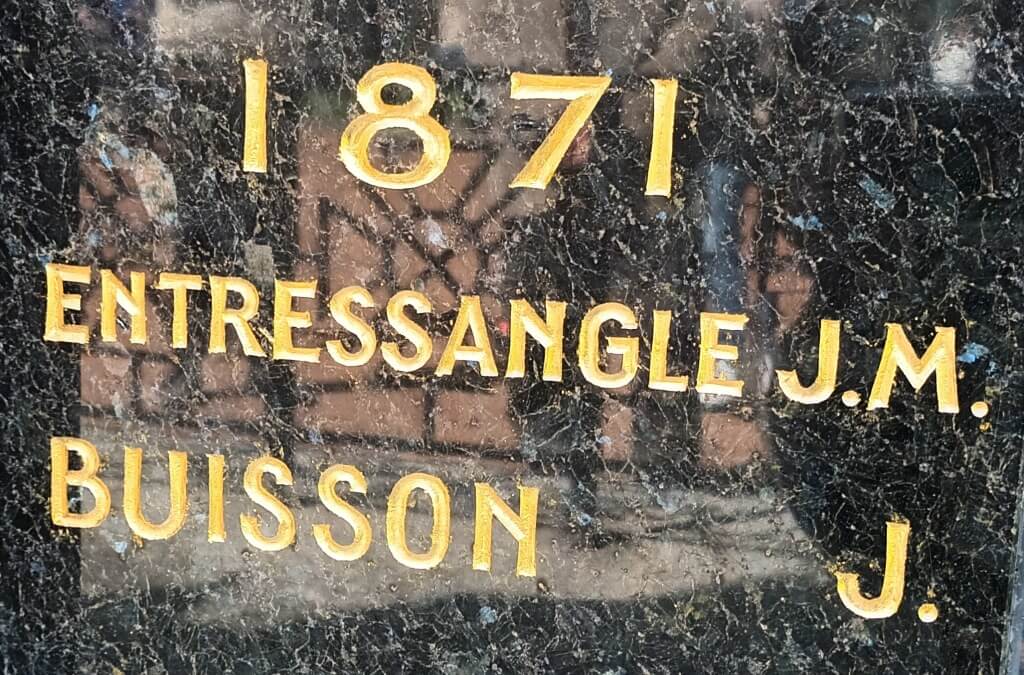 1871
ENTRESSANGLE J.M.
BUISSON J.